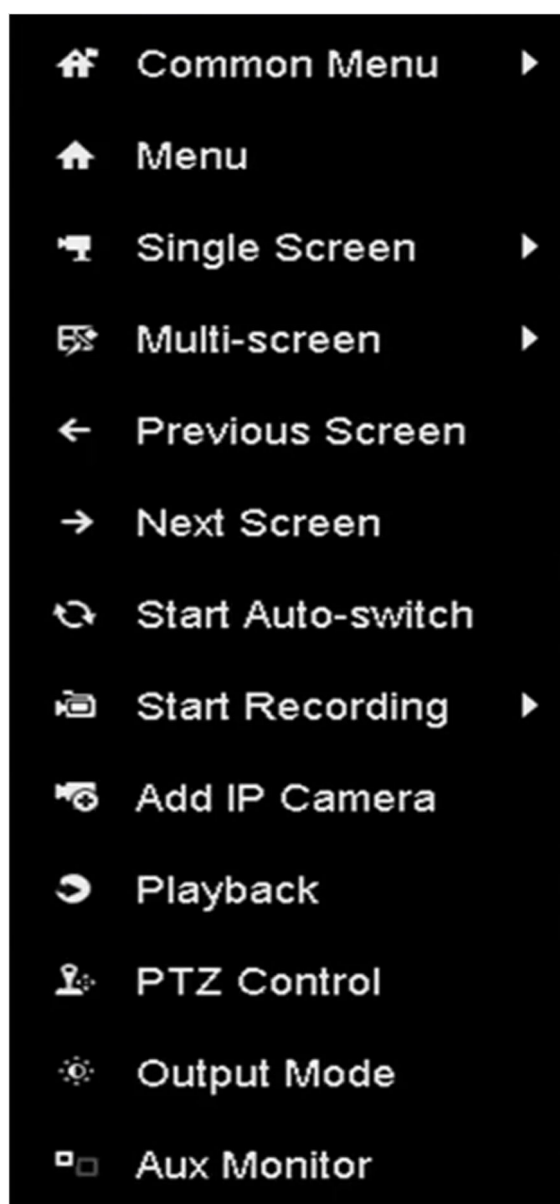 Common Menu
Menu
Single Screen
Multi-screen
Previous Screen
Next Screen
Start Auto-switch
Start Recording
Add IP Camera
Playback
PTZ Control
Output Mode
Aux Monitor